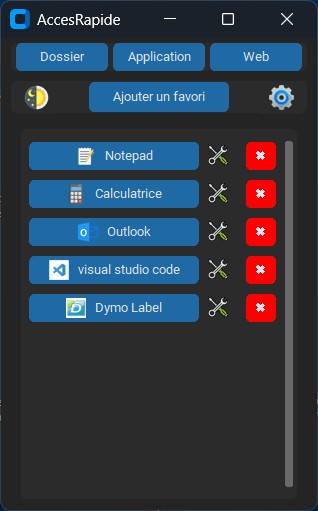 AccesRapide
Dossier Application Web
Ajouter un favori
Notepad
Calculatrice
Outlook
visual studio code
Dymo Label